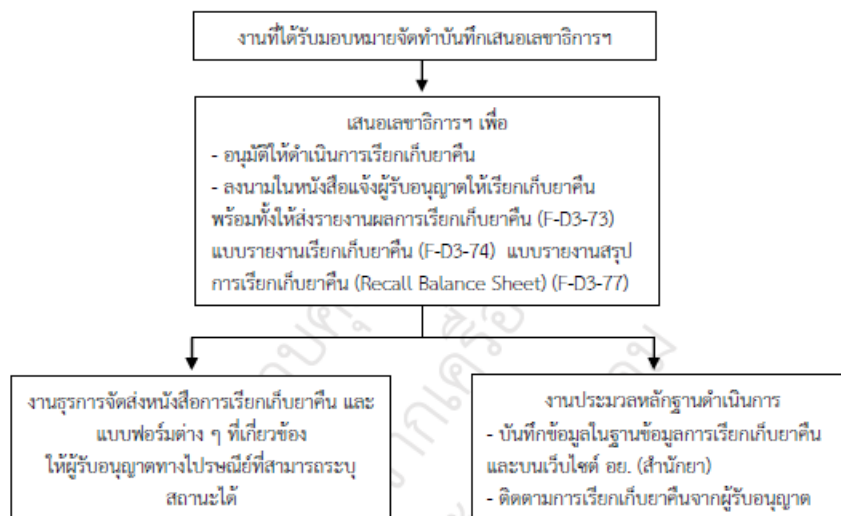 งานที่ได้รับมอบหมายจัดทำบันทึกเสนอเลขาธิการฯ
เสนอเลขาธิการฯ เพื่อ
- อนุมัติให้ดำเนินการเรียกเก็บยาคืน
- ลงนามในหนังสือแจ้งผู้รับอนุญาตให้เรียกเก็บยาคืน
พร้อมทั้งให้ส่งรายงานผลการเรียกเก็บยาคืน (F-D3-73)
แบบรายงานเรียกเก็บยาคืน (F-D3-74) แบบรายงานสรุป
การเรียกเก็บยาคืน (Recall Balance Sheet) (F-D3-77)
งานธุรการจัดส่งหนังสือการเรียกเก็บยาคืน และ
แบบฟอร์มต่าง ๆ ที่เกี่ยวข้อง
ให้ผู้รับอนุญาตทางไปรษณีย์ที่สามารถระบุ
สถานะได้
งานประมวลหลักฐานดำเนินการ
- บันทึกข้อมูลในฐานข้อมูลการเรียกเก็บยาคืน
และบนเว็บไซต์ อย. (สำนักยา)
- ติดตามการเรียกเก็บยาคืนจากผู้รับอนุญาต